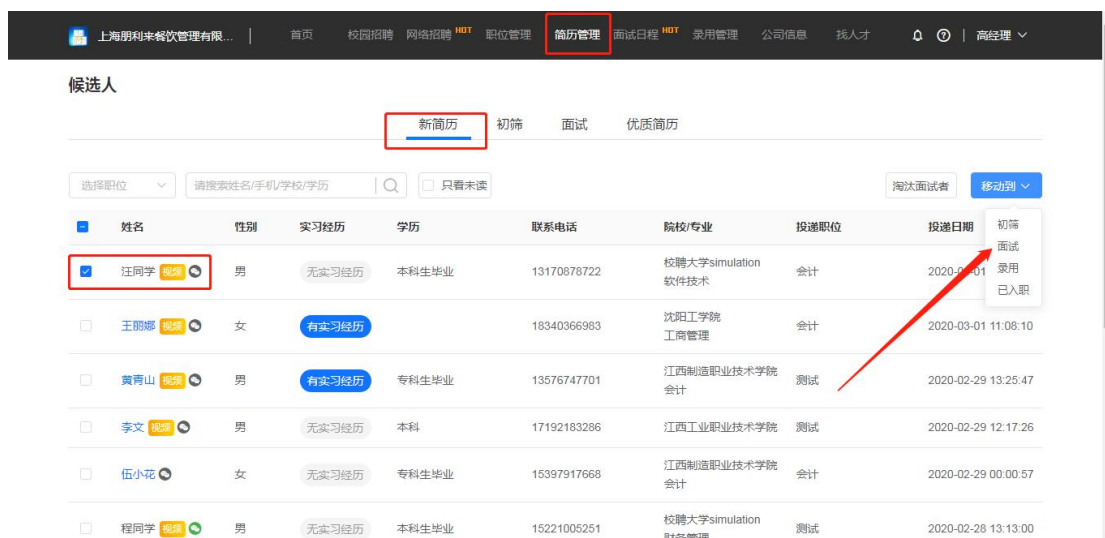 上海朋利来餐饮管理有限... 首页 校园招聘 网络招聘 HOT 职位管理 简历管理 面试日程 HOT 录用管理 公司信息 找人才 高经理
候选人
新简历 初筛 面试 优质简历
选择职位 请搜索姓名/手机/学校/学历 只看未读 淘汰面试者 移动到
姓名 性别 实习经历 学历 联系电话 院校/专业 投递职位 投递日期
初筛
面试
录用
已入职
汪同学 视频 男 无实习经历 本科生毕业 13170878722 校聘大学simulation 会计
软件技术
王丽娜 视频 女 有实习经历 18340366983 沈阳工学院 会计 2020-03-01 11:08:10
工商管理
黄青山 视频 男 有实习经历 专科生毕业 13576747701 江西制造职业技术学院 测试 2020-02-29 13:25:47
会计
李文 视频 男 无实习经历 本科 17192183286 江西工业职业技术学院 测试 2020-02-29 12:17:26
伍小花 女 无实习经历 专科生毕业 15397917668 江西制造职业技术学院 会计 2020-02-29 00:00:57
会计
程同学 视频 男 无实习经历 本科生毕业 15221005251 校聘大学simulation 测试 2020-02-28 13:13:00
财务管理